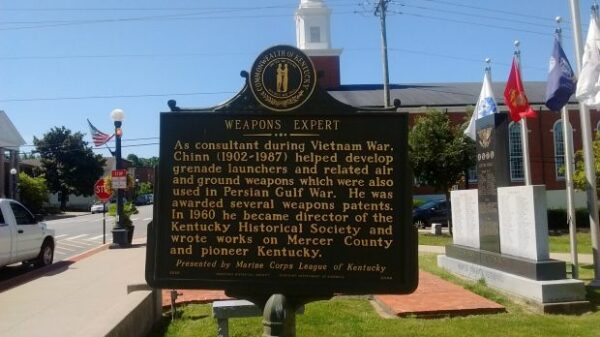 COMMONWEALTH OF KENTUCKY
WEAPONS EXPERT
As consultant during Vietnam War,
Chinn (1902-1987) helped develop
grenade launchers and related air
and ground weapons which were also
used in Persian Gulf War. He was
awarded several weapons patents.
In 1960 he became director of the
Kentucky Historical Society and
wrote works on Mercer County
and pioneer Kentucky.
Presented by Marine Corps League of Kentucky
STOP